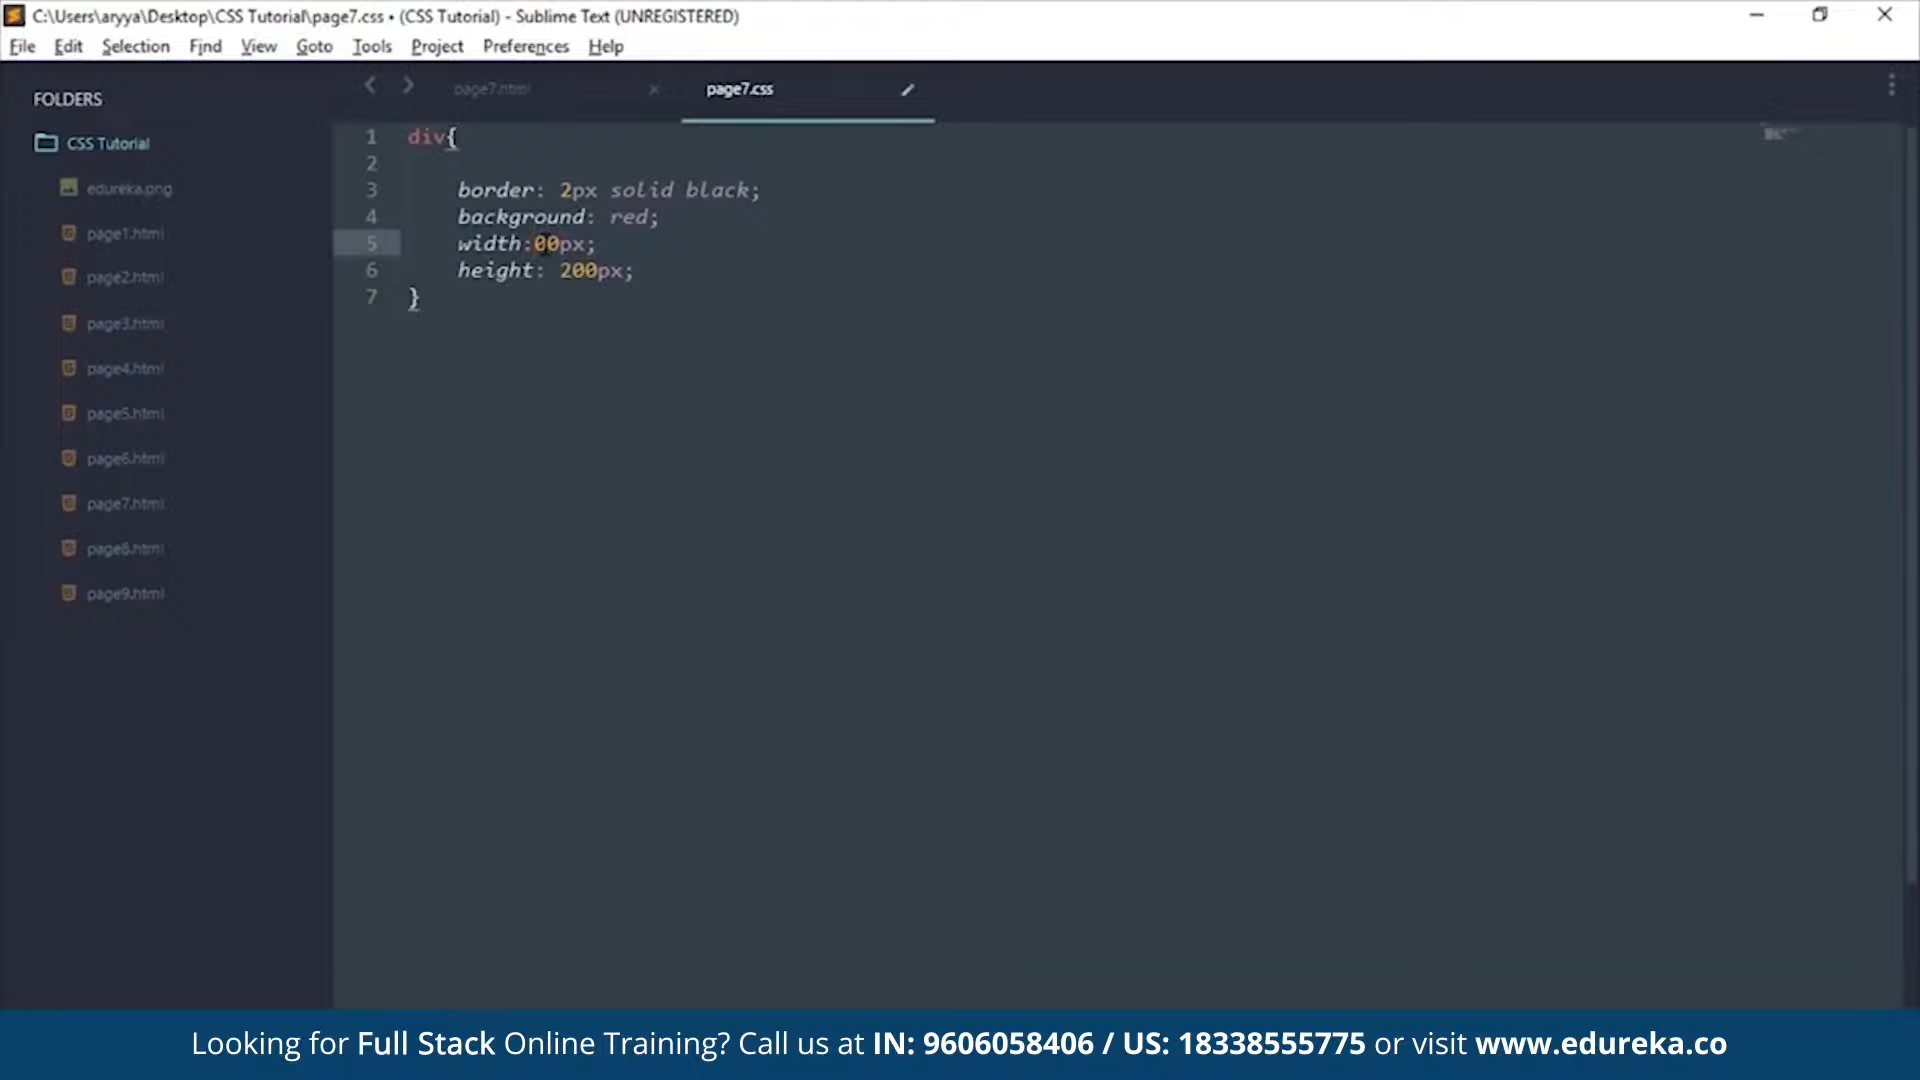 C:\Users\aryya\Desktop\CSS Tutorial\page7.css • (CSS Tutorial) - Sublime Text (UNREGISTERED)
File Edit Selection Find View Goto Tools Project Preferences Help
FOLDERS
CSS Tutorial
edureka.png
page1.html
page2.html
page3.html
page4.html
page5.html
page6.html
page7.html
page8.html
page9.html
page7.html page7.css
1 div{
2
3 border: 2px solid black;
4 background: red;
5 width:00px;
6 height: 200px;
7 }
Looking for Full Stack Online Training? Call us at IN: 9606058406 / US: 18338555775 or visit www.edureka.co